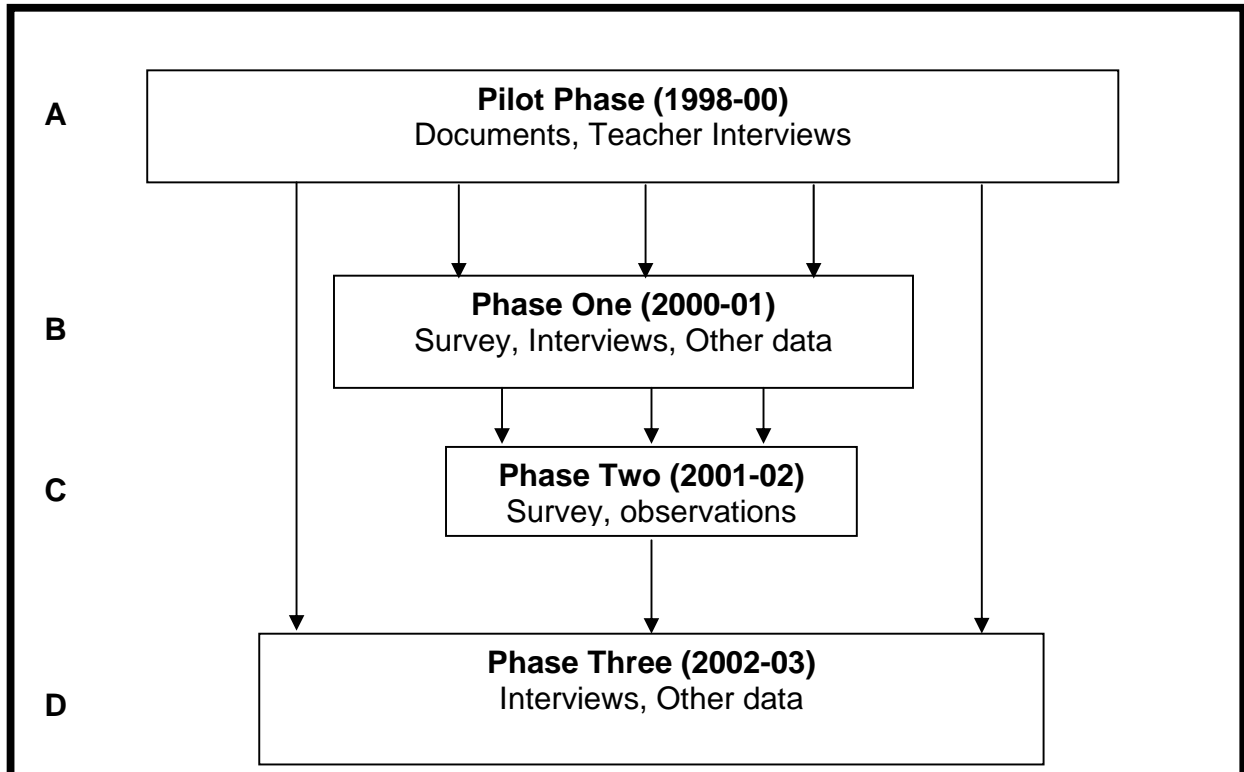 A
Pilot Phase (1998-00)
Documents, Teacher Interviews
B
Phase One (2000-01)
Survey, Interviews, Other data
C
Phase Two (2001-02)
Survey, observations
D
Phase Three (2002-03)
Interviews, Other data